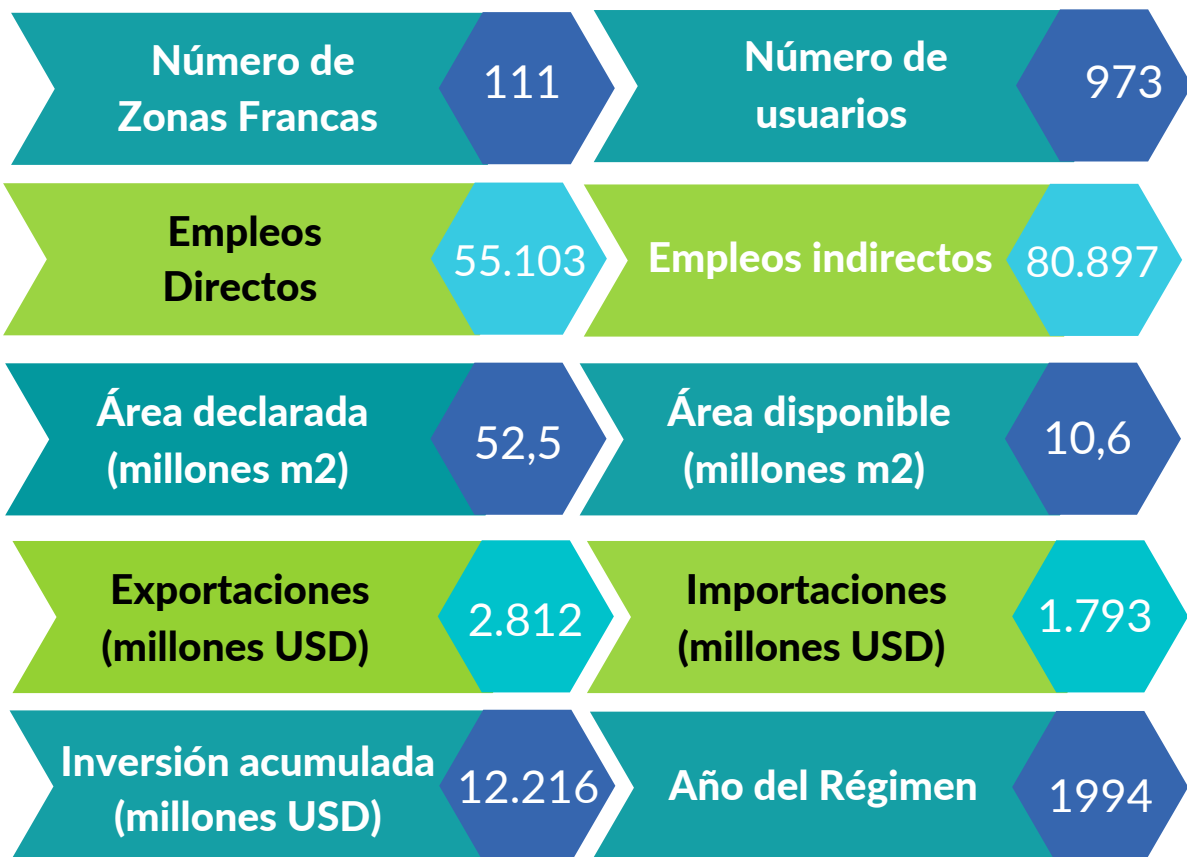 Número de
Zonas Francas
111
Número de
usuarios
973
Empleos
Directos
55.103
Empleos indirectos
80.897
Área declarada
(millones m2)
52,5
Área disponible
(millones m2)
10,6
Exportaciones
(millones USD)
2.812
Importaciones
(millones USD)
1.793
Inversión acumulada
(millones USD)
12.216
Año del Régimen
1994